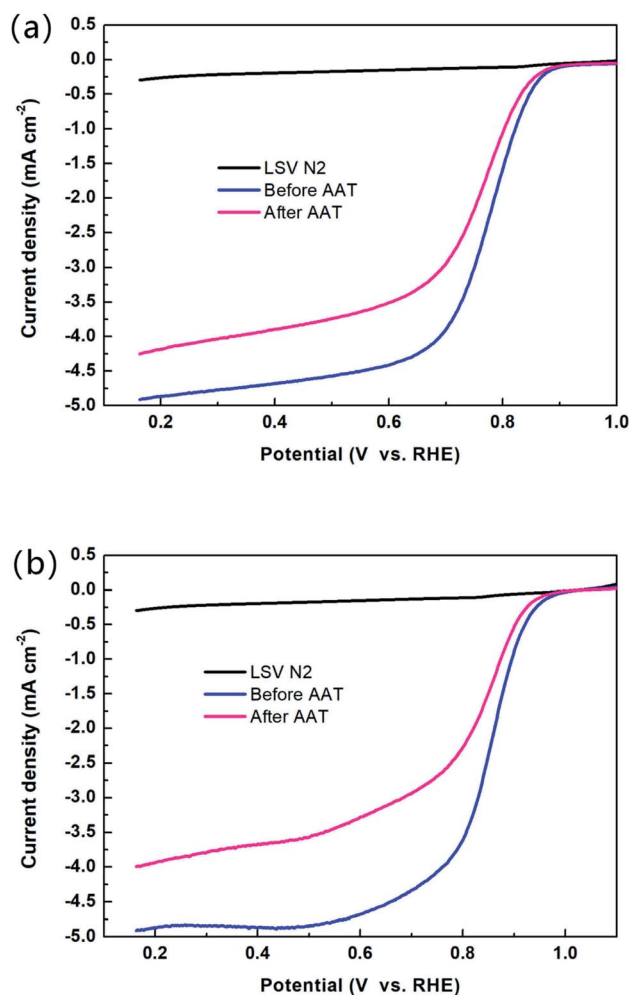 (a)
0.5
0.0
-0.5
-1.0
-1.5
-2.0
-2.5
-3.0
-3.5
-4.0
-4.5
-5.0
Current density (mA cm-2)
LSV N2
Before AAT
After AAT
0.2 0.4 0.6 0.8 1.0
Potential (V vs. RHE)
(b)
0.5
0.0
-0.5
-1.0
-1.5
-2.0
-2.5
-3.0
-3.5
-4.0
-4.5
-5.0
Current density (mA cm-2)
LSV N2
Before AAT
After AAT
0.2 0.4 0.6 0.8 1.0
Potential (V vs. RHE)